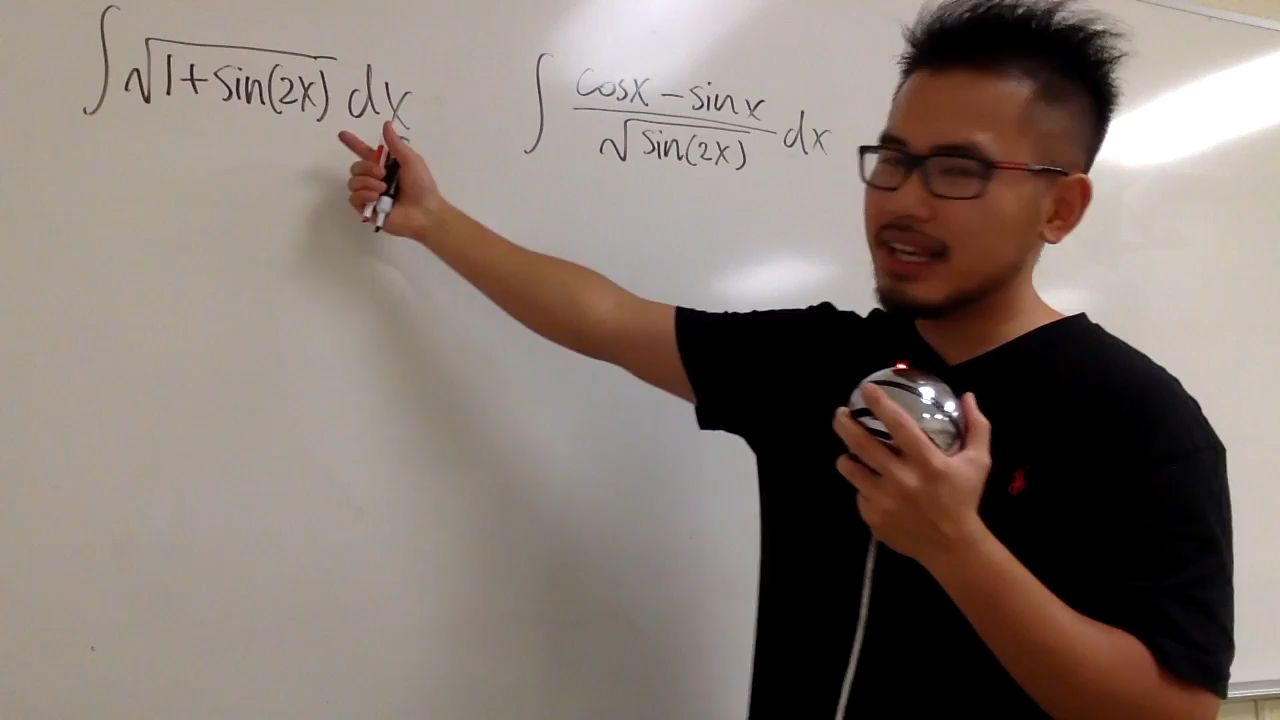 ∫ √(1+sin(2x)) dx
∫ (cosx − sinx)/√(sin(2x)) dx